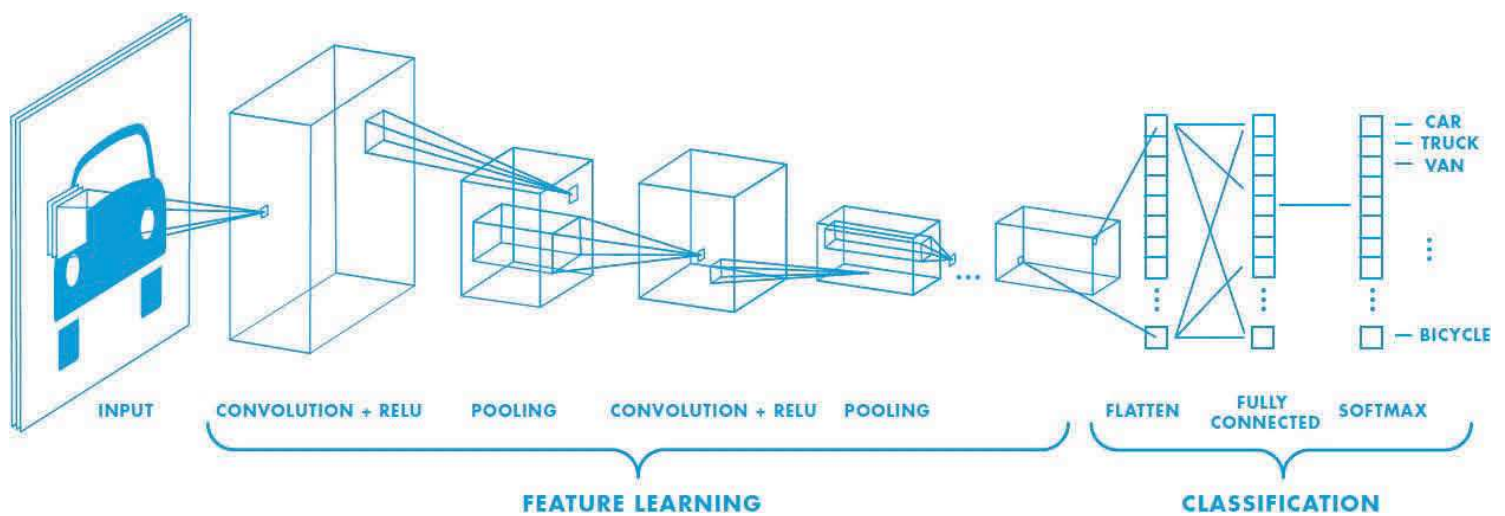 CAR
TRUCK
VAN
BICYCLE
INPUT
CONVOLUTION + RELU
POOLING
CONVOLUTION + RELU
POOLING
FLATTEN
FULLY
CONNECTED
SOFTMAX
FEATURE LEARNING
CLASSIFICATION